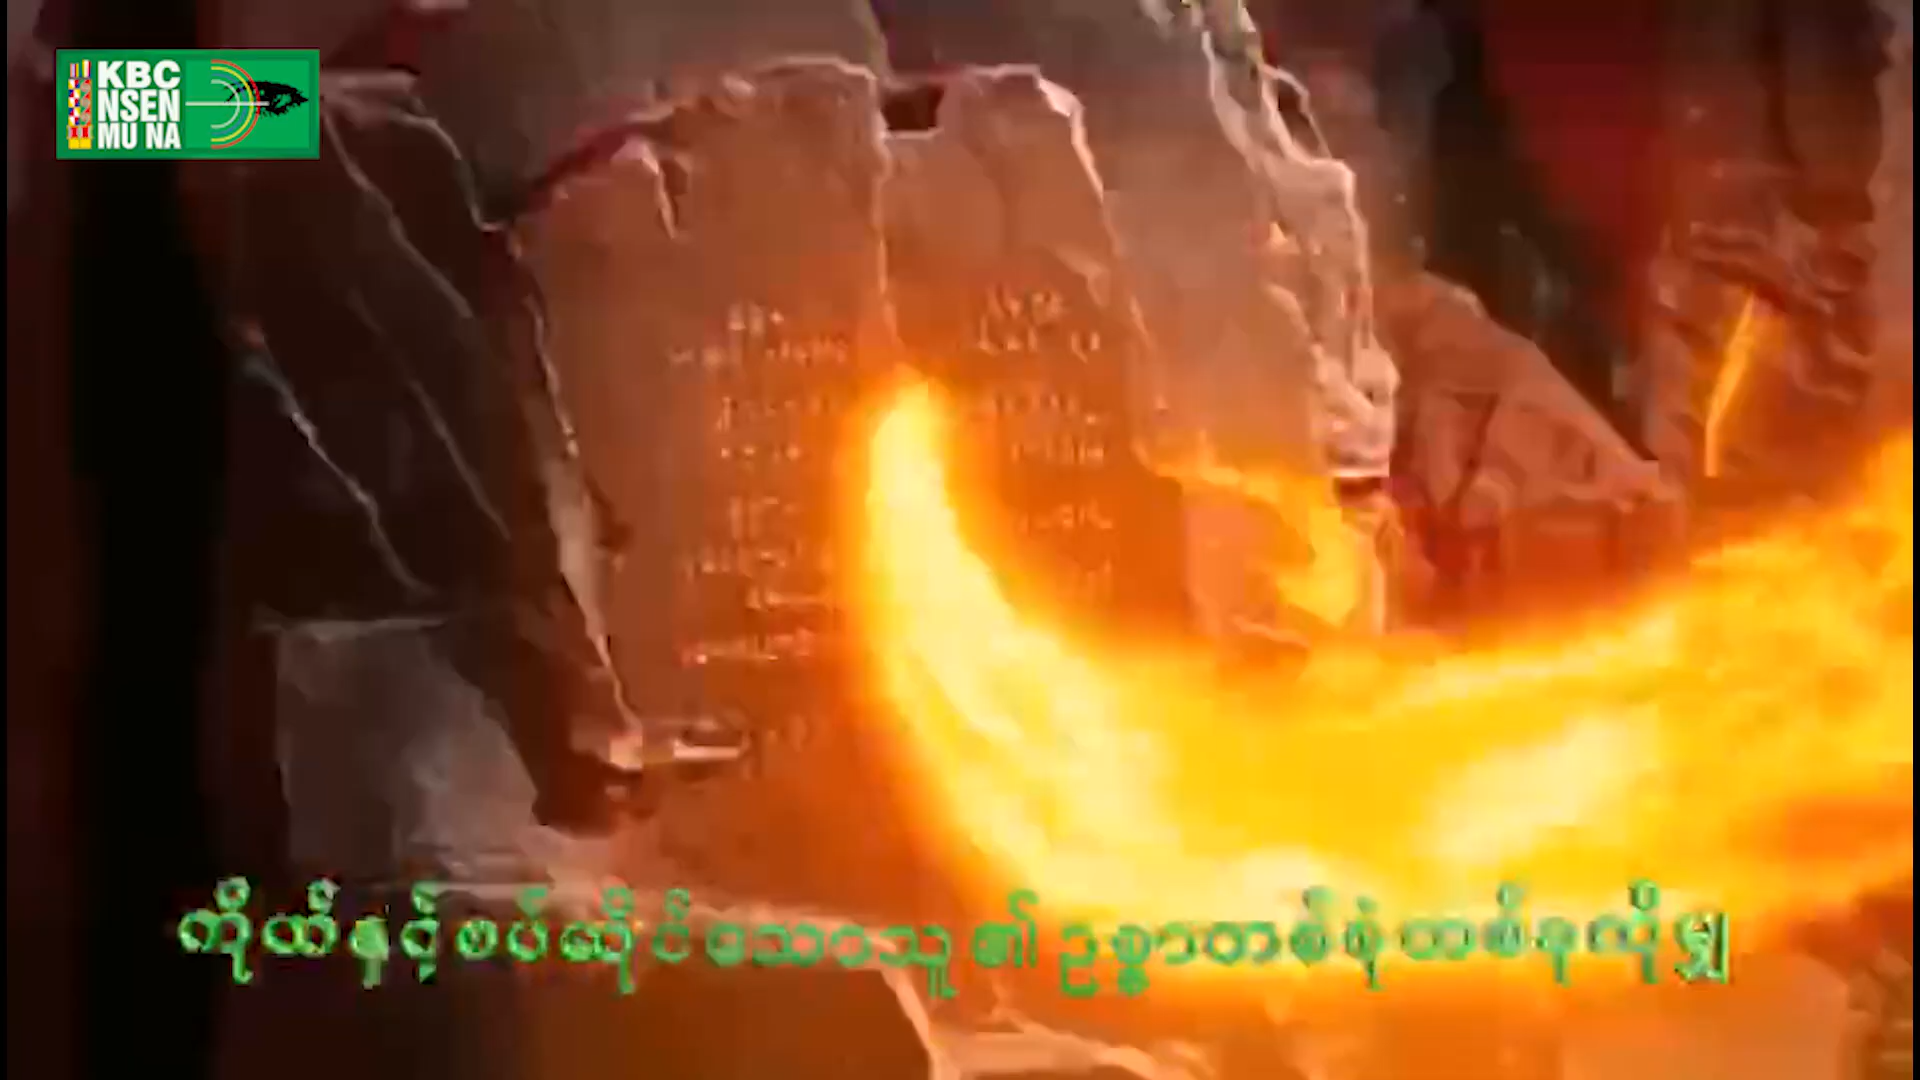 KBC
NSEN
MU NA
ကိုယ်နှင့်စပ်ဆိုင်သောသူ၏ဥစ္စာတစ်စုံတစ်ခုကိုမျှ